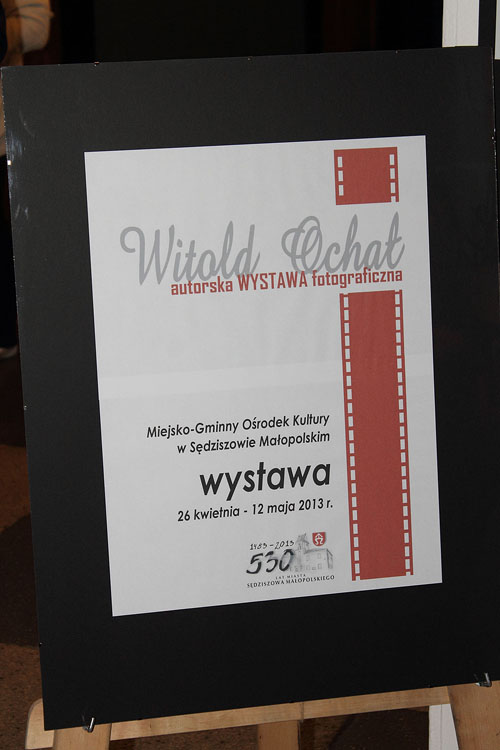 Witold Ochał
autorska WYSTAWA fotograficzna
Miejsko-Gminny Ośrodek Kultury
w Sędziszowie Małopolskim
wystawa
26 kwietnia - 12 maja 2013 r.
1483-2013
530
LAT MIASTA
SĘDZISZOWA MAŁOPOLSKIEGO